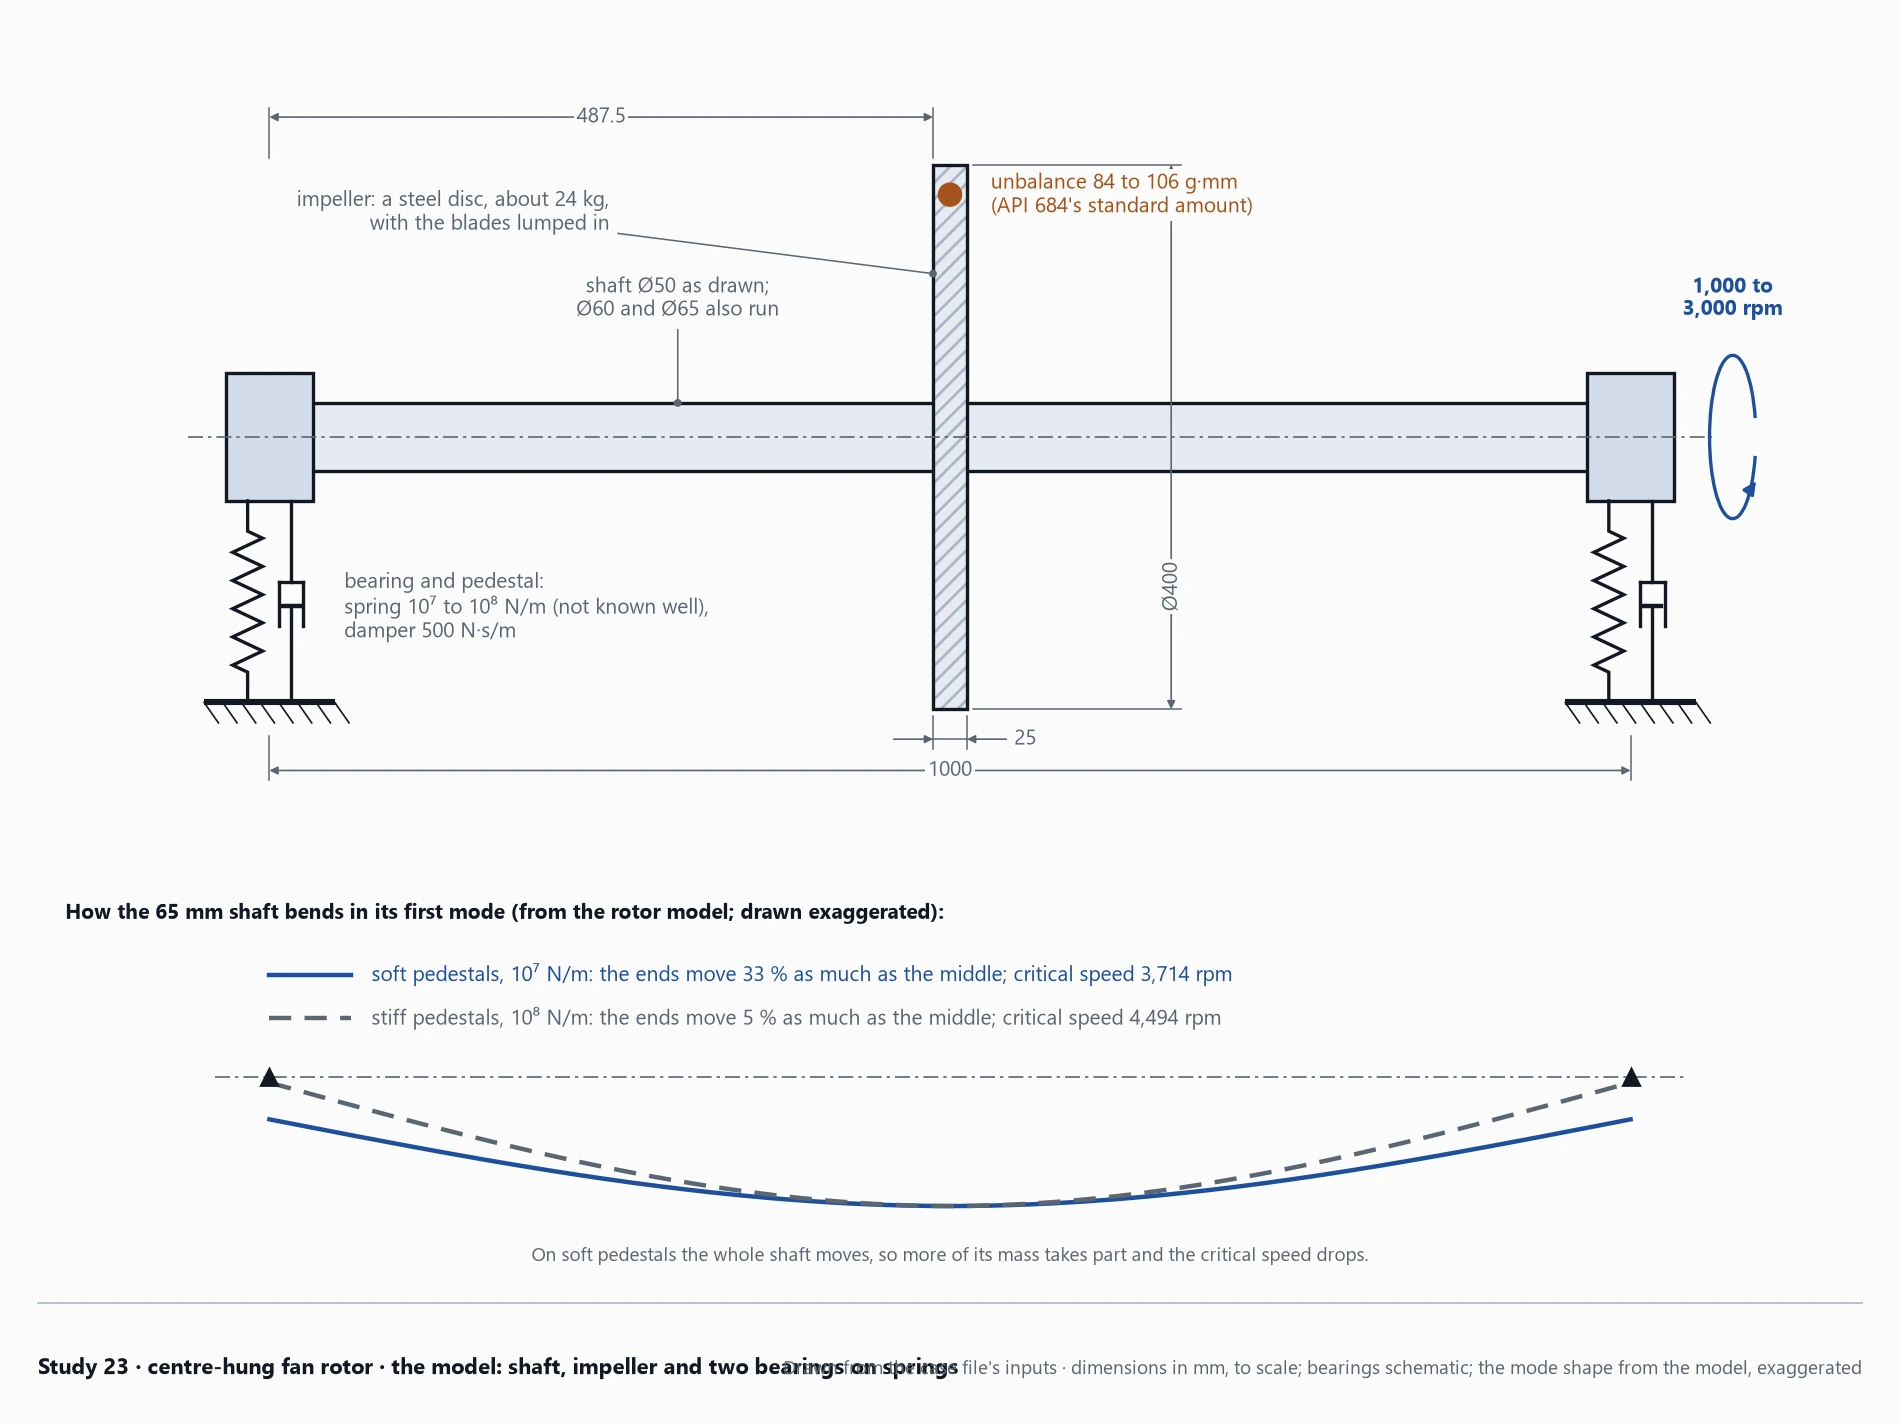 487.5
impeller: a steel disc, about 24 kg,
with the blades lumped in
unbalance 84 to 106 g·mm
(API 684's standard amount)
shaft Ø50 as drawn;
Ø60 and Ø65 also run
1,000 to
3,000 rpm
bearing and pedestal:
spring 10⁷ to 10⁸ N/m (not known well),
damper 500 N·s/m
Ø400
25
1000
How the 65 mm shaft bends in its first mode (from the rotor model; drawn exaggerated):
soft pedestals, 10⁷ N/m: the ends move 33 % as much as the middle; critical speed 3,714 rpm
stiff pedestals, 10⁸ N/m: the ends move 5 % as much as the middle; critical speed 4,494 rpm
On soft pedestals the whole shaft moves, so more of its mass takes part and the critical speed drops.
Study 23 · centre-hung fan rotor · the model: shaft, impeller and two bearings on springs
Drawn from the case file's inputs · dimensions in mm, to scale; bearings schematic; the mode shape from the model, exaggerated